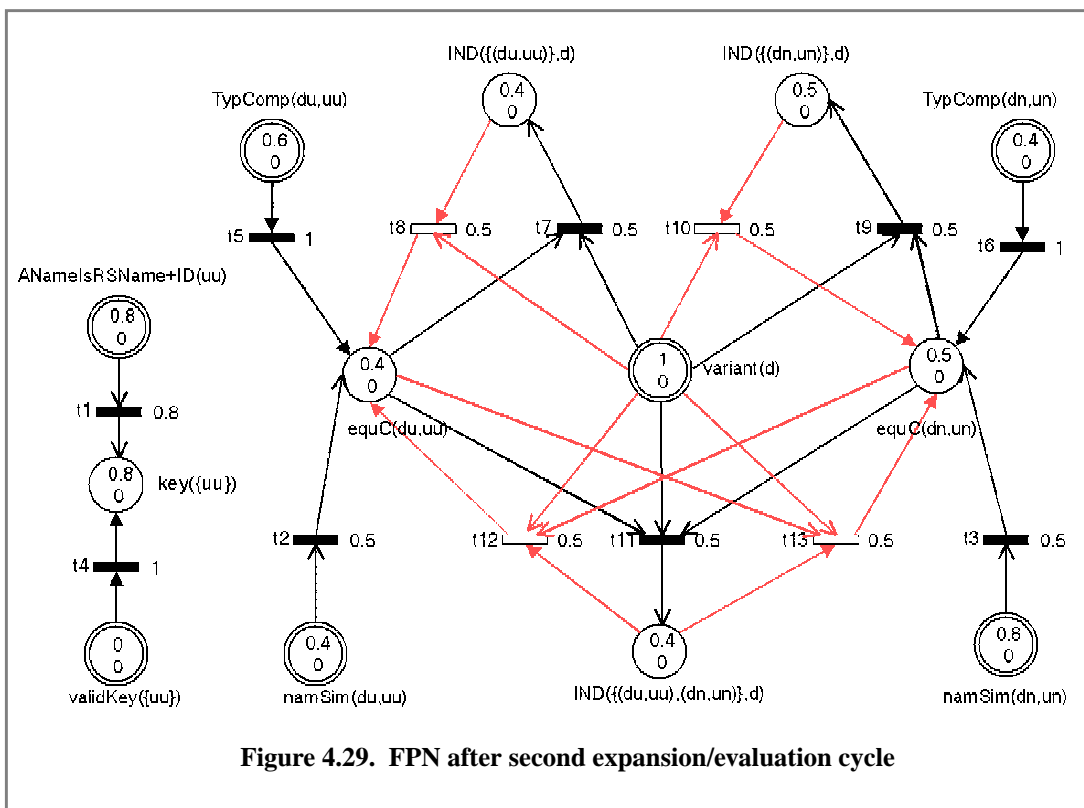 IND({(du,uu)},d) IND({(dn,un)},d)
TypComp(du,uu) TypComp(dn,un)
0.4 0.5
0 0
0.6 0.4
0 0
t8 0.5 t7 0.5 t10 0.5 t9 0.5
t5 1 t6 1
ANameIsRSName+ID(uu)
0.8
0
0.4 1 variant(d) 0.5
0 0 0
t1 0.8
equC(du,uu) equC(dn,un)
0.8 key({uu})
0
t2 0.5 t12 0.5 t11 0.5 t13 0.5 t3 0.5
t4 1
0 0.4 0.4 0.8
0 0 0 0
validKey({uu}) namSim(du,uu) IND({(du,uu),(dn,un)},d) namSim(dn,un)
Figure 4.29. FPN after second expansion/evaluation cycle